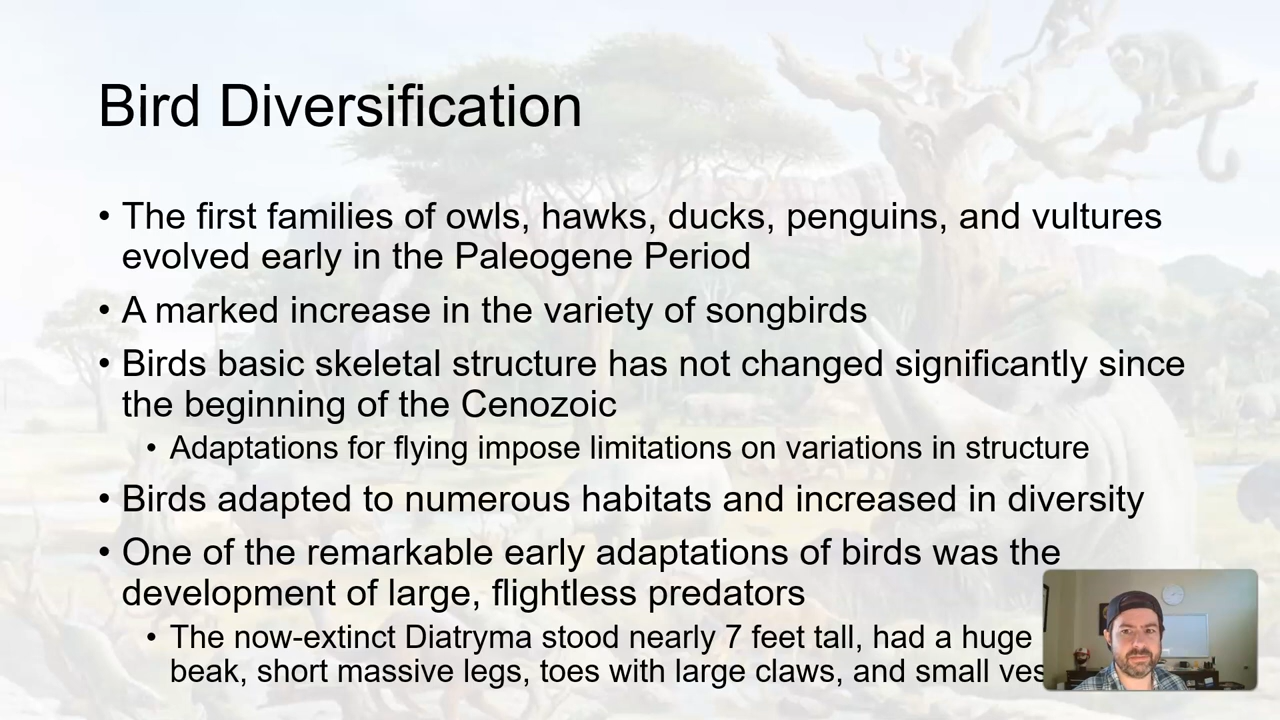 Bird Diversification
• The first families of owls, hawks, ducks, penguins, and vultures
evolved early in the Paleogene Period
• A marked increase in the variety of songbirds
• Birds basic skeletal structure has not changed significantly since
the beginning of the Cenozoic
• Adaptations for flying impose limitations on variations in structure
• Birds adapted to numerous habitats and increased in diversity
• One of the remarkable early adaptations of birds was the
development of large, flightless predators
• The now-extinct Diatryma stood nearly 7 feet tall, had a huge
beak, short massive legs, toes with large claws, and small